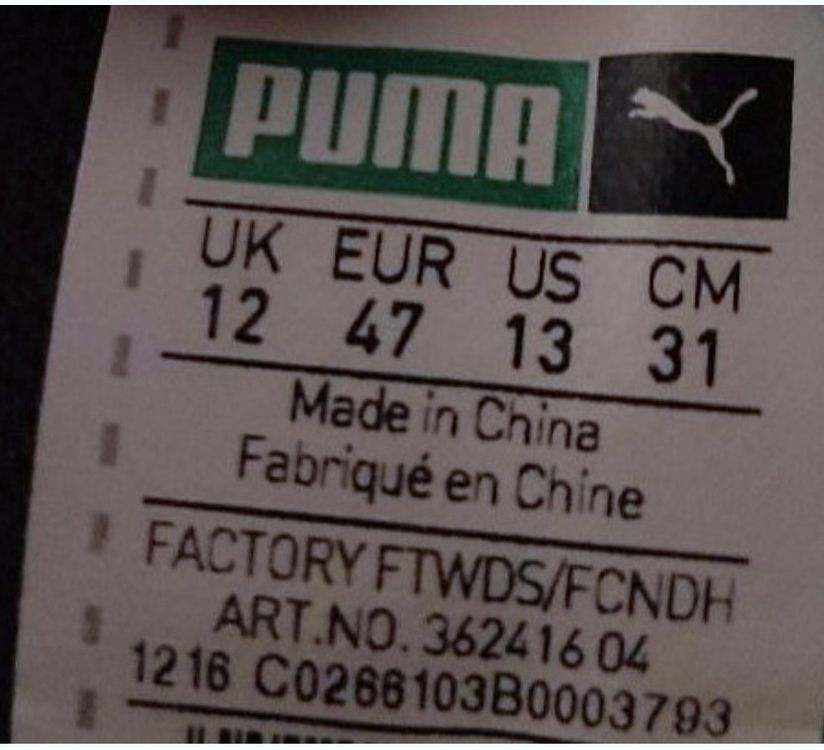 PUMA
UK EUR US CM
12 47 13 31
Made in China
Fabriqué en Chine
FACTORY FTWDS/FCNDH
ART.NO. 362416 04
1216 C0266103B0003793